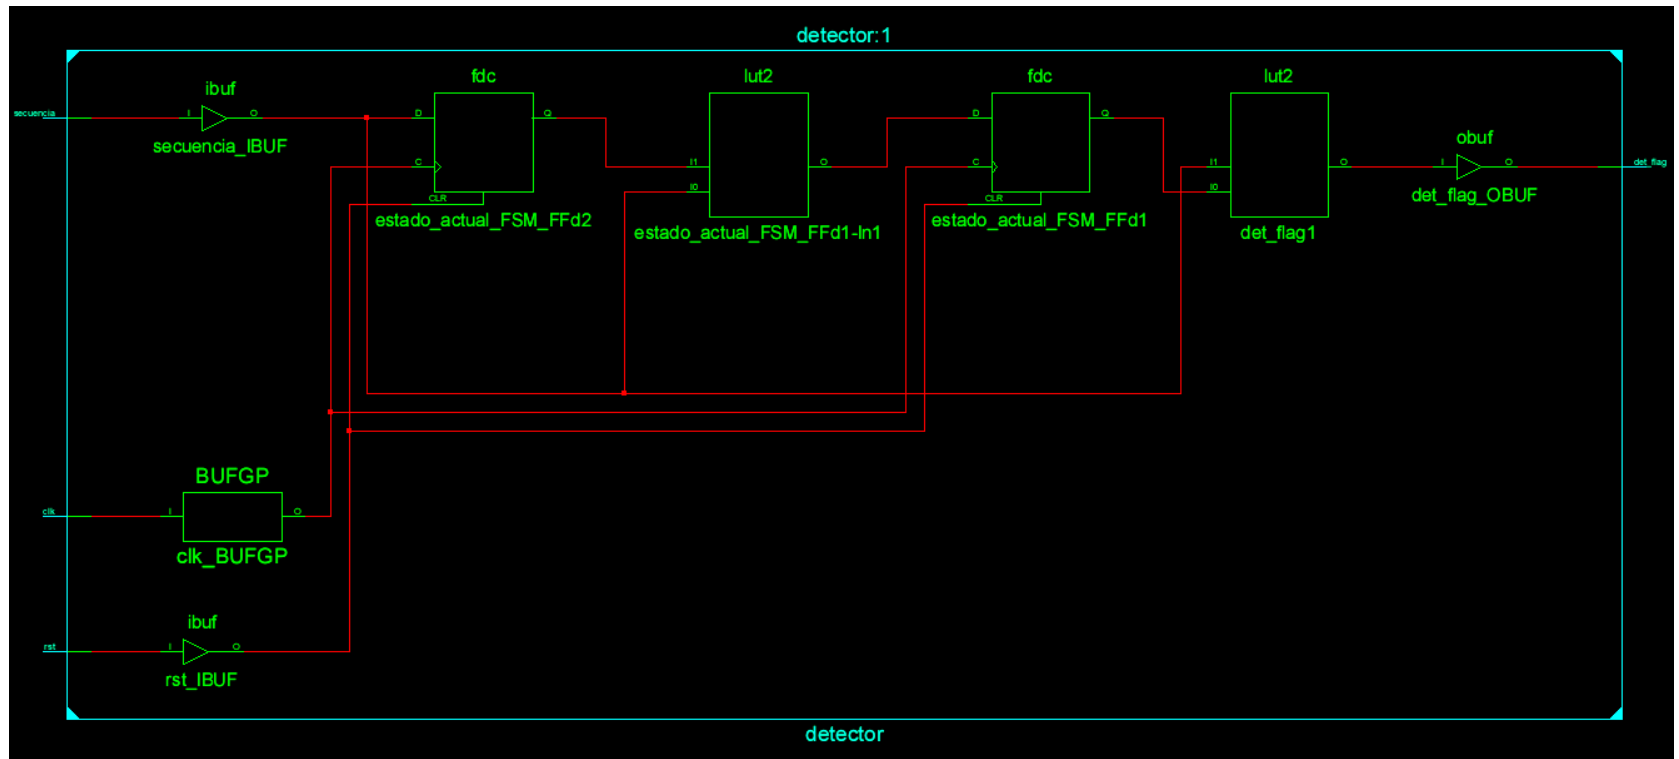 detector:1
fdc
lut2
fdc
lut2
ibuf
secuencia
I
O
D
Q
D
Q
obuf
secuencia_IBUF
C
I1
O
C
I1
O
I
O
det_flag
I0
I0
CLR
CLR
det_flag_OBUF
estado_actual_FSM_FFd2
estado_actual_FSM_FFd1-In1
estado_actual_FSM_FFd1
det_flag1
BUFGP
clk
I
O
clk_BUFGP
ibuf
rst
I
O
rst_IBUF
detector